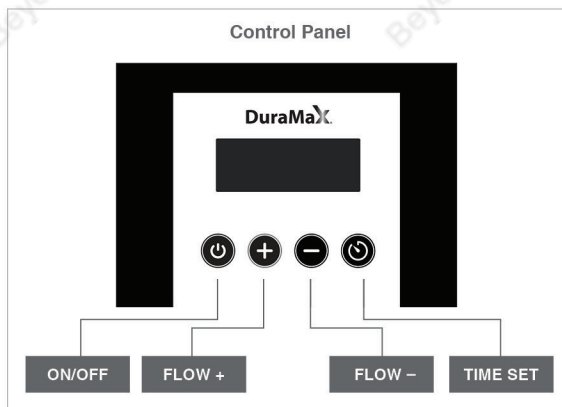 Control Panel
DuraMaX
ON/OFF
FLOW +
FLOW −
TIME SET